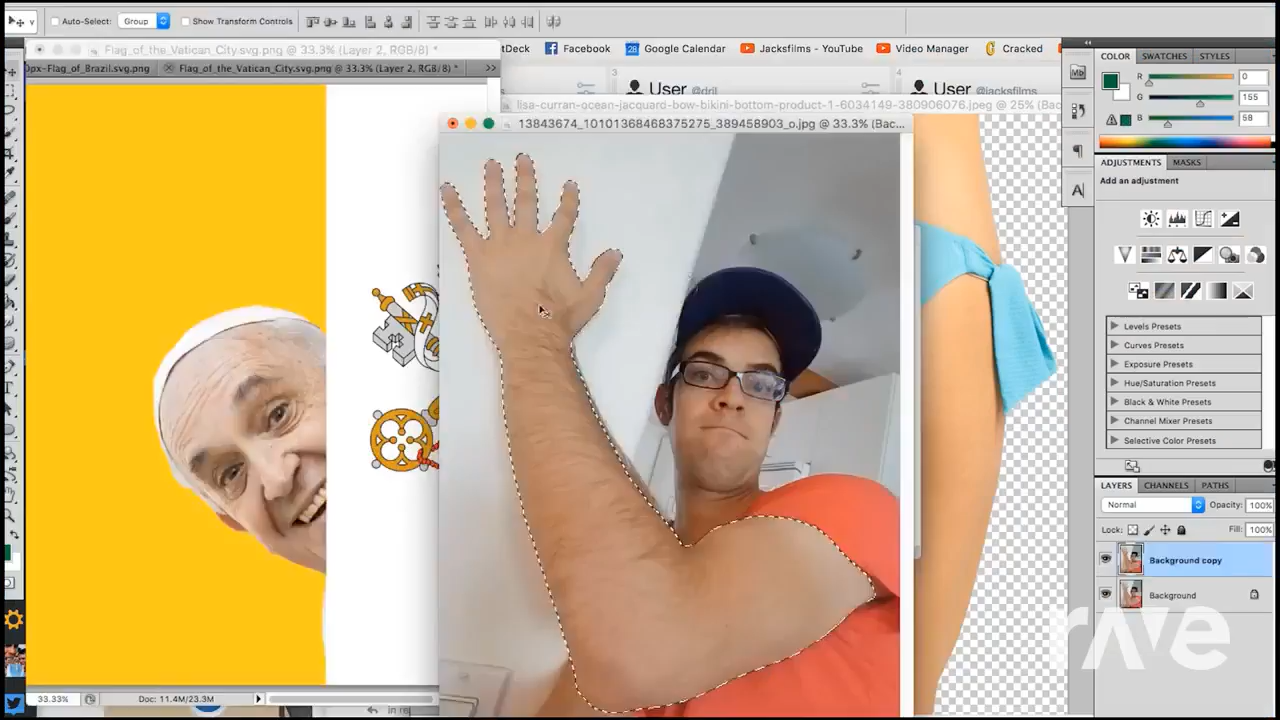 Auto-Select: Group Show Transform Controls
Flag_of_the_Vatican_City.svg.png @ 33.3% (Layer 2, RGB/8) *
0px-Flag_of_Brazil.svg.png
Flag_of_the_Vatican_City.svg.png @ 33.3% (Layer 2, RGB/8) *
>>
Facebook
28 Google Calendar
Jacksfilms - YouTube
Video Manager
Cracked
3
User @dril
4
User @jacksfilms
lisa-curran-ocean-jacquard-bow-bikini-bottom-product-1-6034149-380906076.jpeg @ 25%
13843674_10101368468375275_389458903_o.jpg @ 33.3% (Bac...
33.33%
Doc: 11.4M/23.3M
Mb
A
COLOR SWATCHES STYLES
R 0
G 155
B 58
ADJUSTMENTS MASKS
Add an adjustment
Levels Presets
Curves Presets
Exposure Presets
Hue/Saturation Presets
Black & White Presets
Channel Mixer Presets
Selective Color Presets
LAYERS CHANNELS PATHS
Normal Opacity: 100%
Lock: Fill: 100%
Background copy
Background
rave